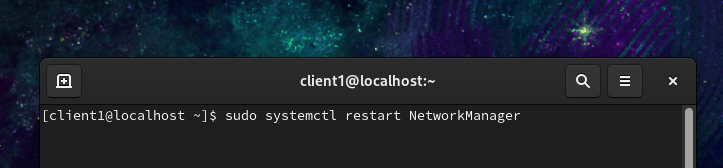 client1@localhost:~
[client1@localhost ~]$ sudo systemctl restart NetworkManager